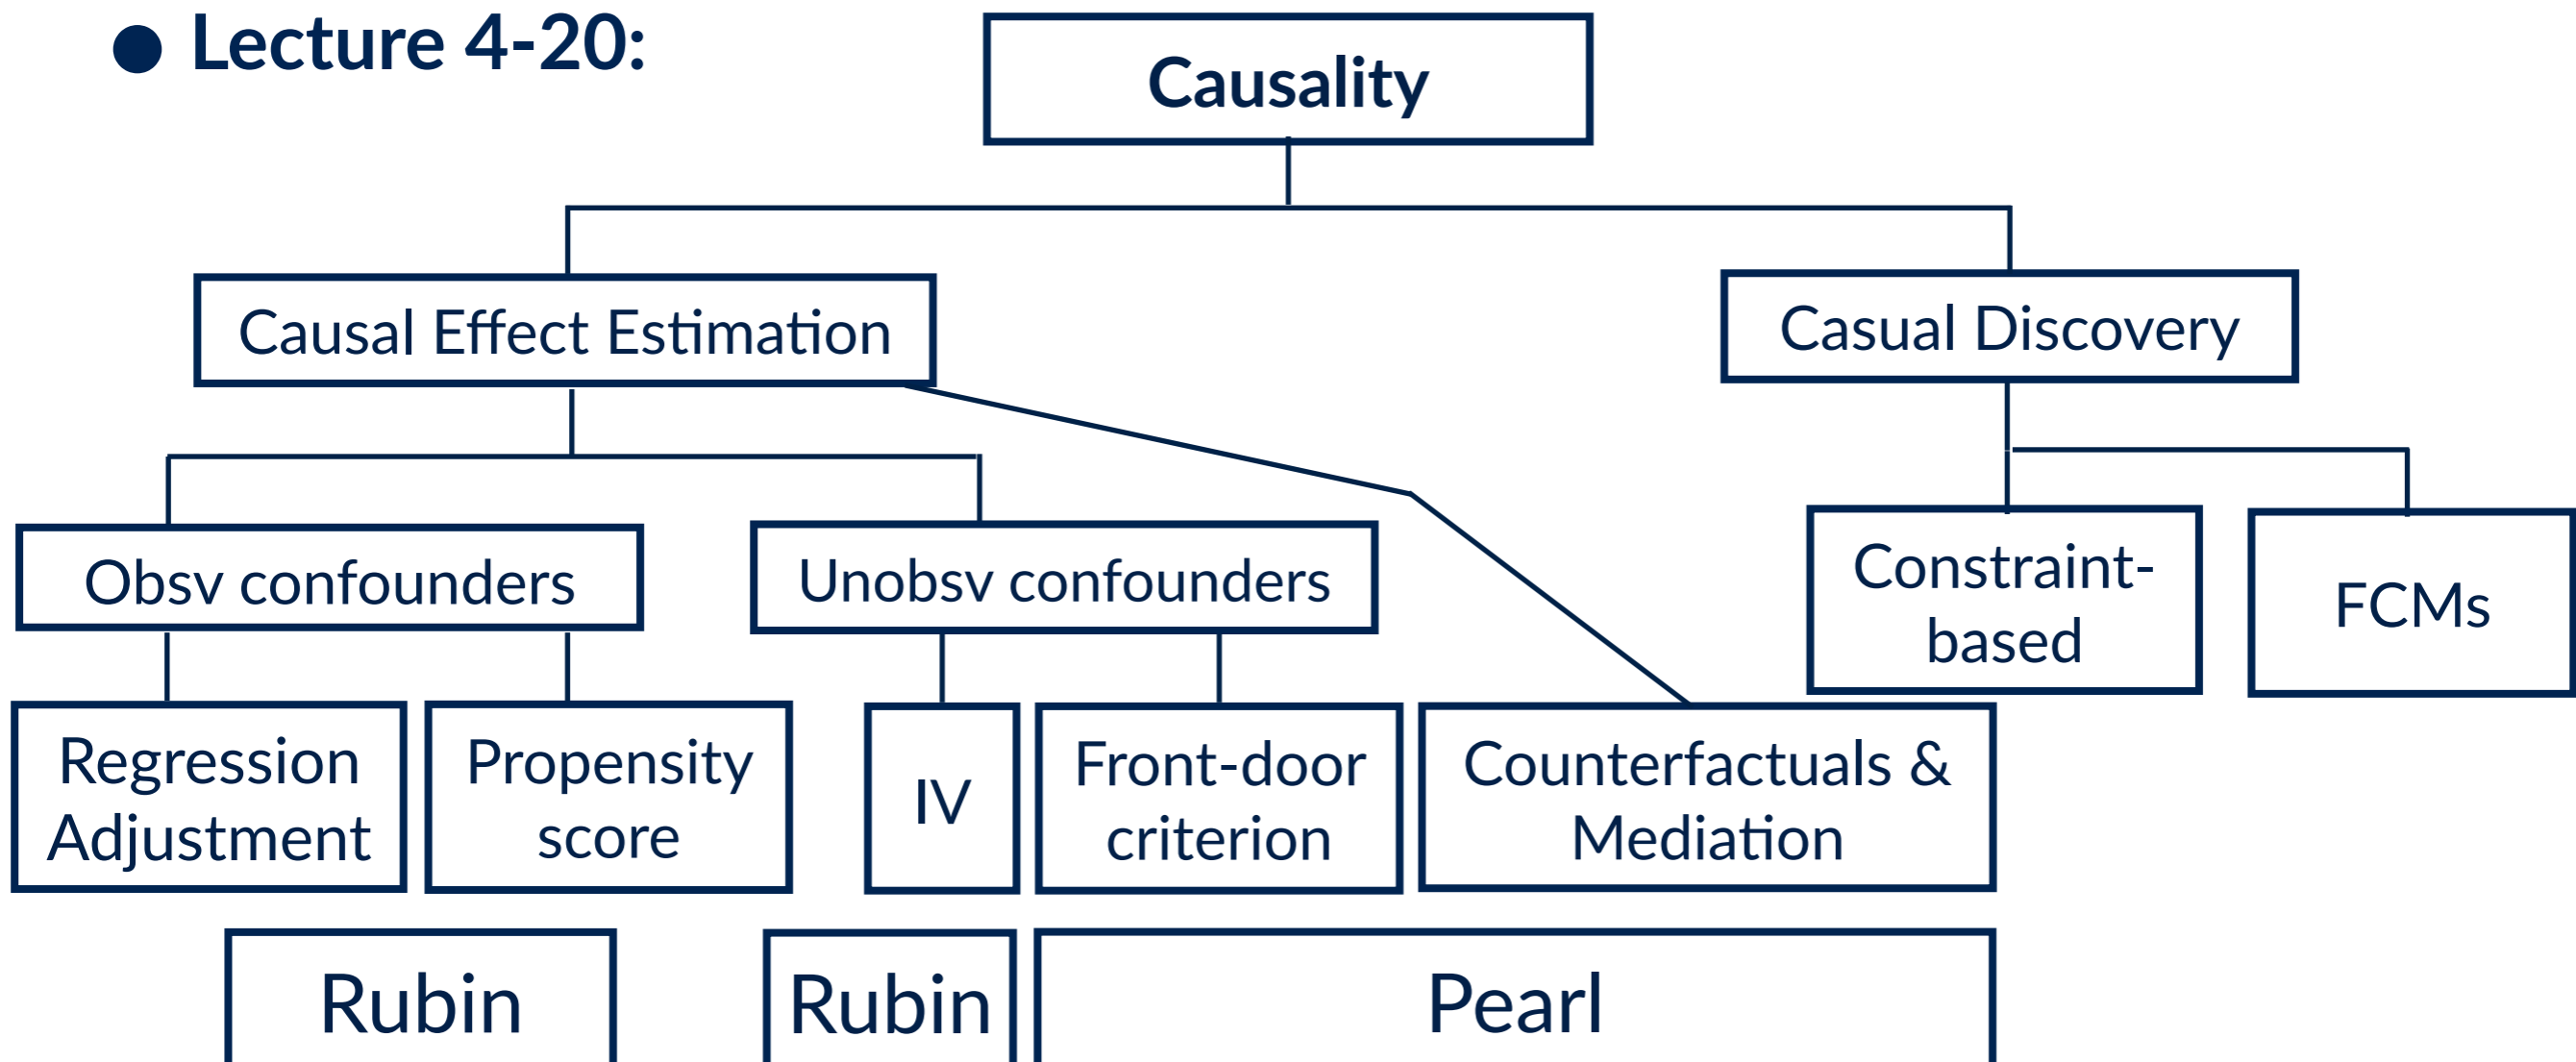 ● Lecture 4-20:
Causality
Causal Effect Estimation
Casual Discovery
Obsv confounders
Unobsv confounders
Constraint-
based
FCMs
Regression
Adjustment
Propensity
score
IV
Front-door
criterion
Counterfactuals &
Mediation
Rubin
Rubin
Pearl